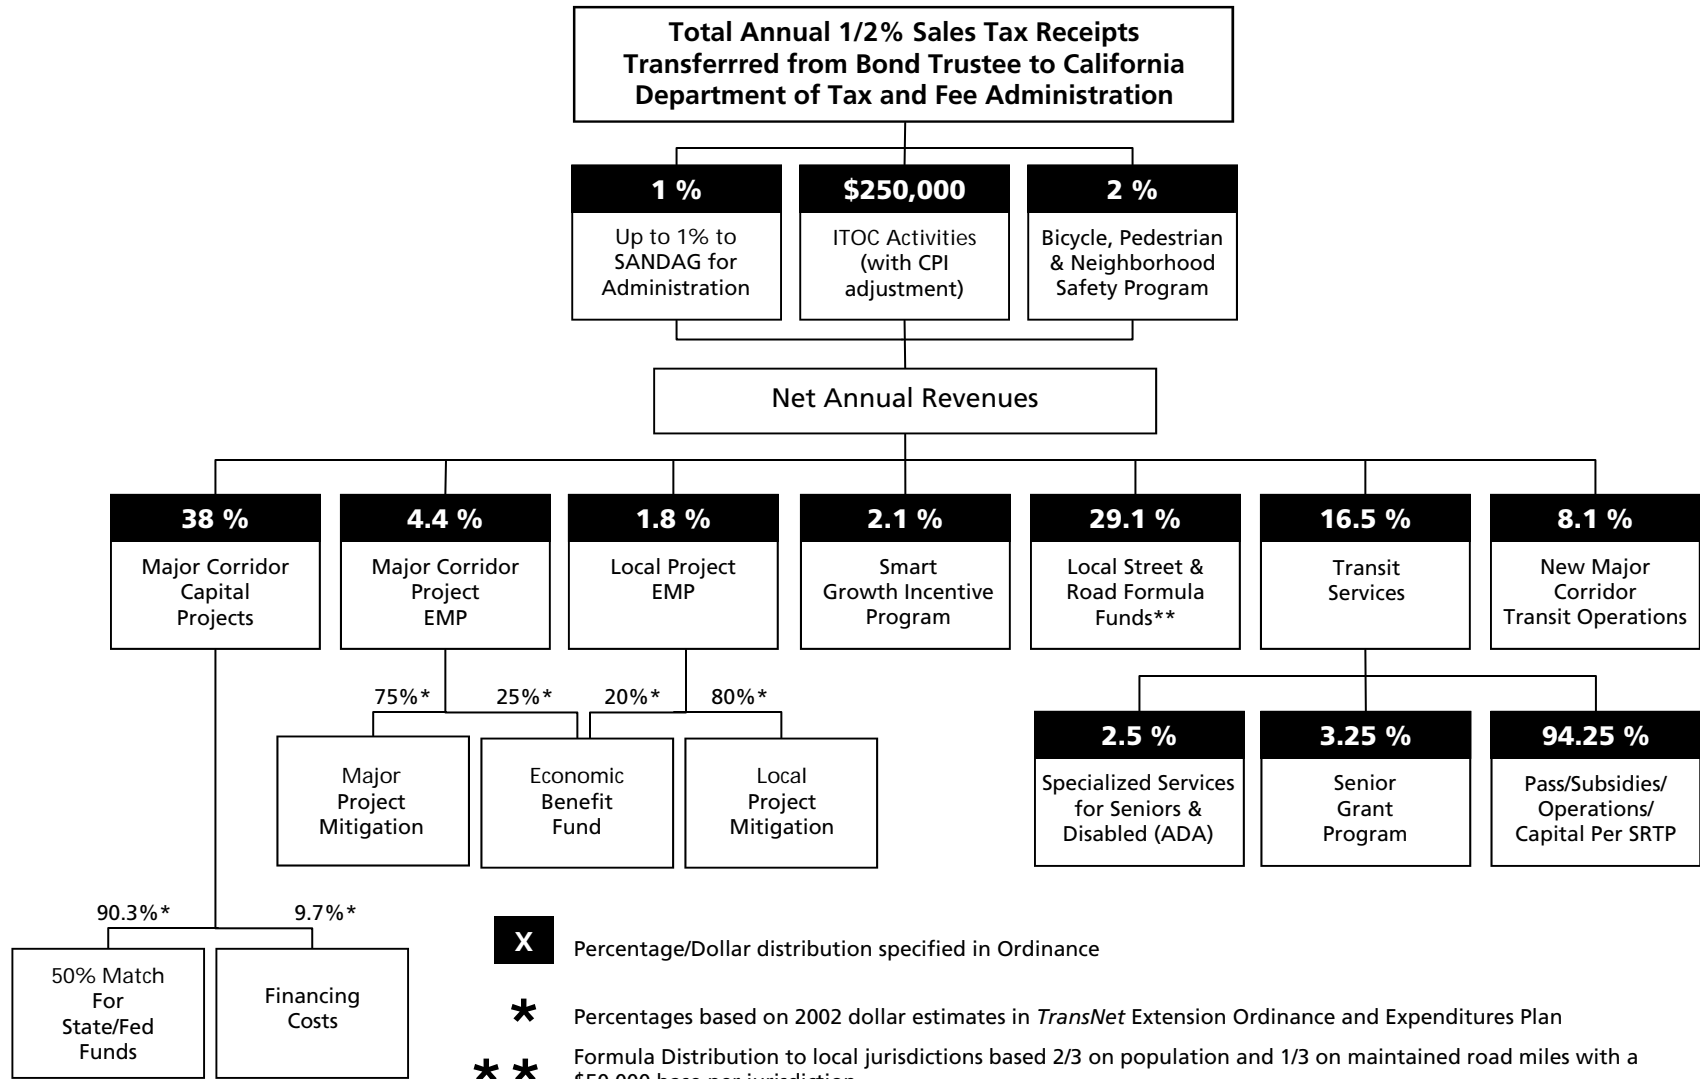 Total Annual 1/2% Sales Tax Receipts
Transferrred from Bond Trustee to California
Department of Tax and Fee Administration
1 %
Up to 1% to
SANDAG for
Administration
$250,000
ITOC Activities
(with CPI
adjustment)
2 %
Bicycle, Pedestrian
& Neighborhood
Safety Program
Net Annual Revenues
38 %
Major Corridor
Capital
Projects
4.4 %
Major Corridor
Project
EMP
1.8 %
Local Project
EMP
2.1 %
Smart
Growth Incentive
Program
29.1 %
Local Street &
Road Formula
Funds**
16.5 %
Transit
Services
8.1 %
New Major
Corridor
Transit Operations
75%*
25%*
20%*
80%*
Major
Project
Mitigation
Economic
Benefit
Fund
Local
Project
Mitigation
2.5 %
Specialized Services
for Seniors &
Disabled (ADA)
3.25 %
Senior
Grant
Program
94.25 %
Pass/Subsidies/
Operations/
Capital Per SRTP
90.3%*
9.7%*
50% Match
For
State/Fed
Funds
Financing
Costs
X Percentage/Dollar distribution specified in Ordinance
* Percentages based on 2002 dollar estimates in TransNet Extension Ordinance and Expenditures Plan
** Formula Distribution to local jurisdictions based 2/3 on population and 1/3 on maintained road miles with a
$50,000 base per jurisdiction